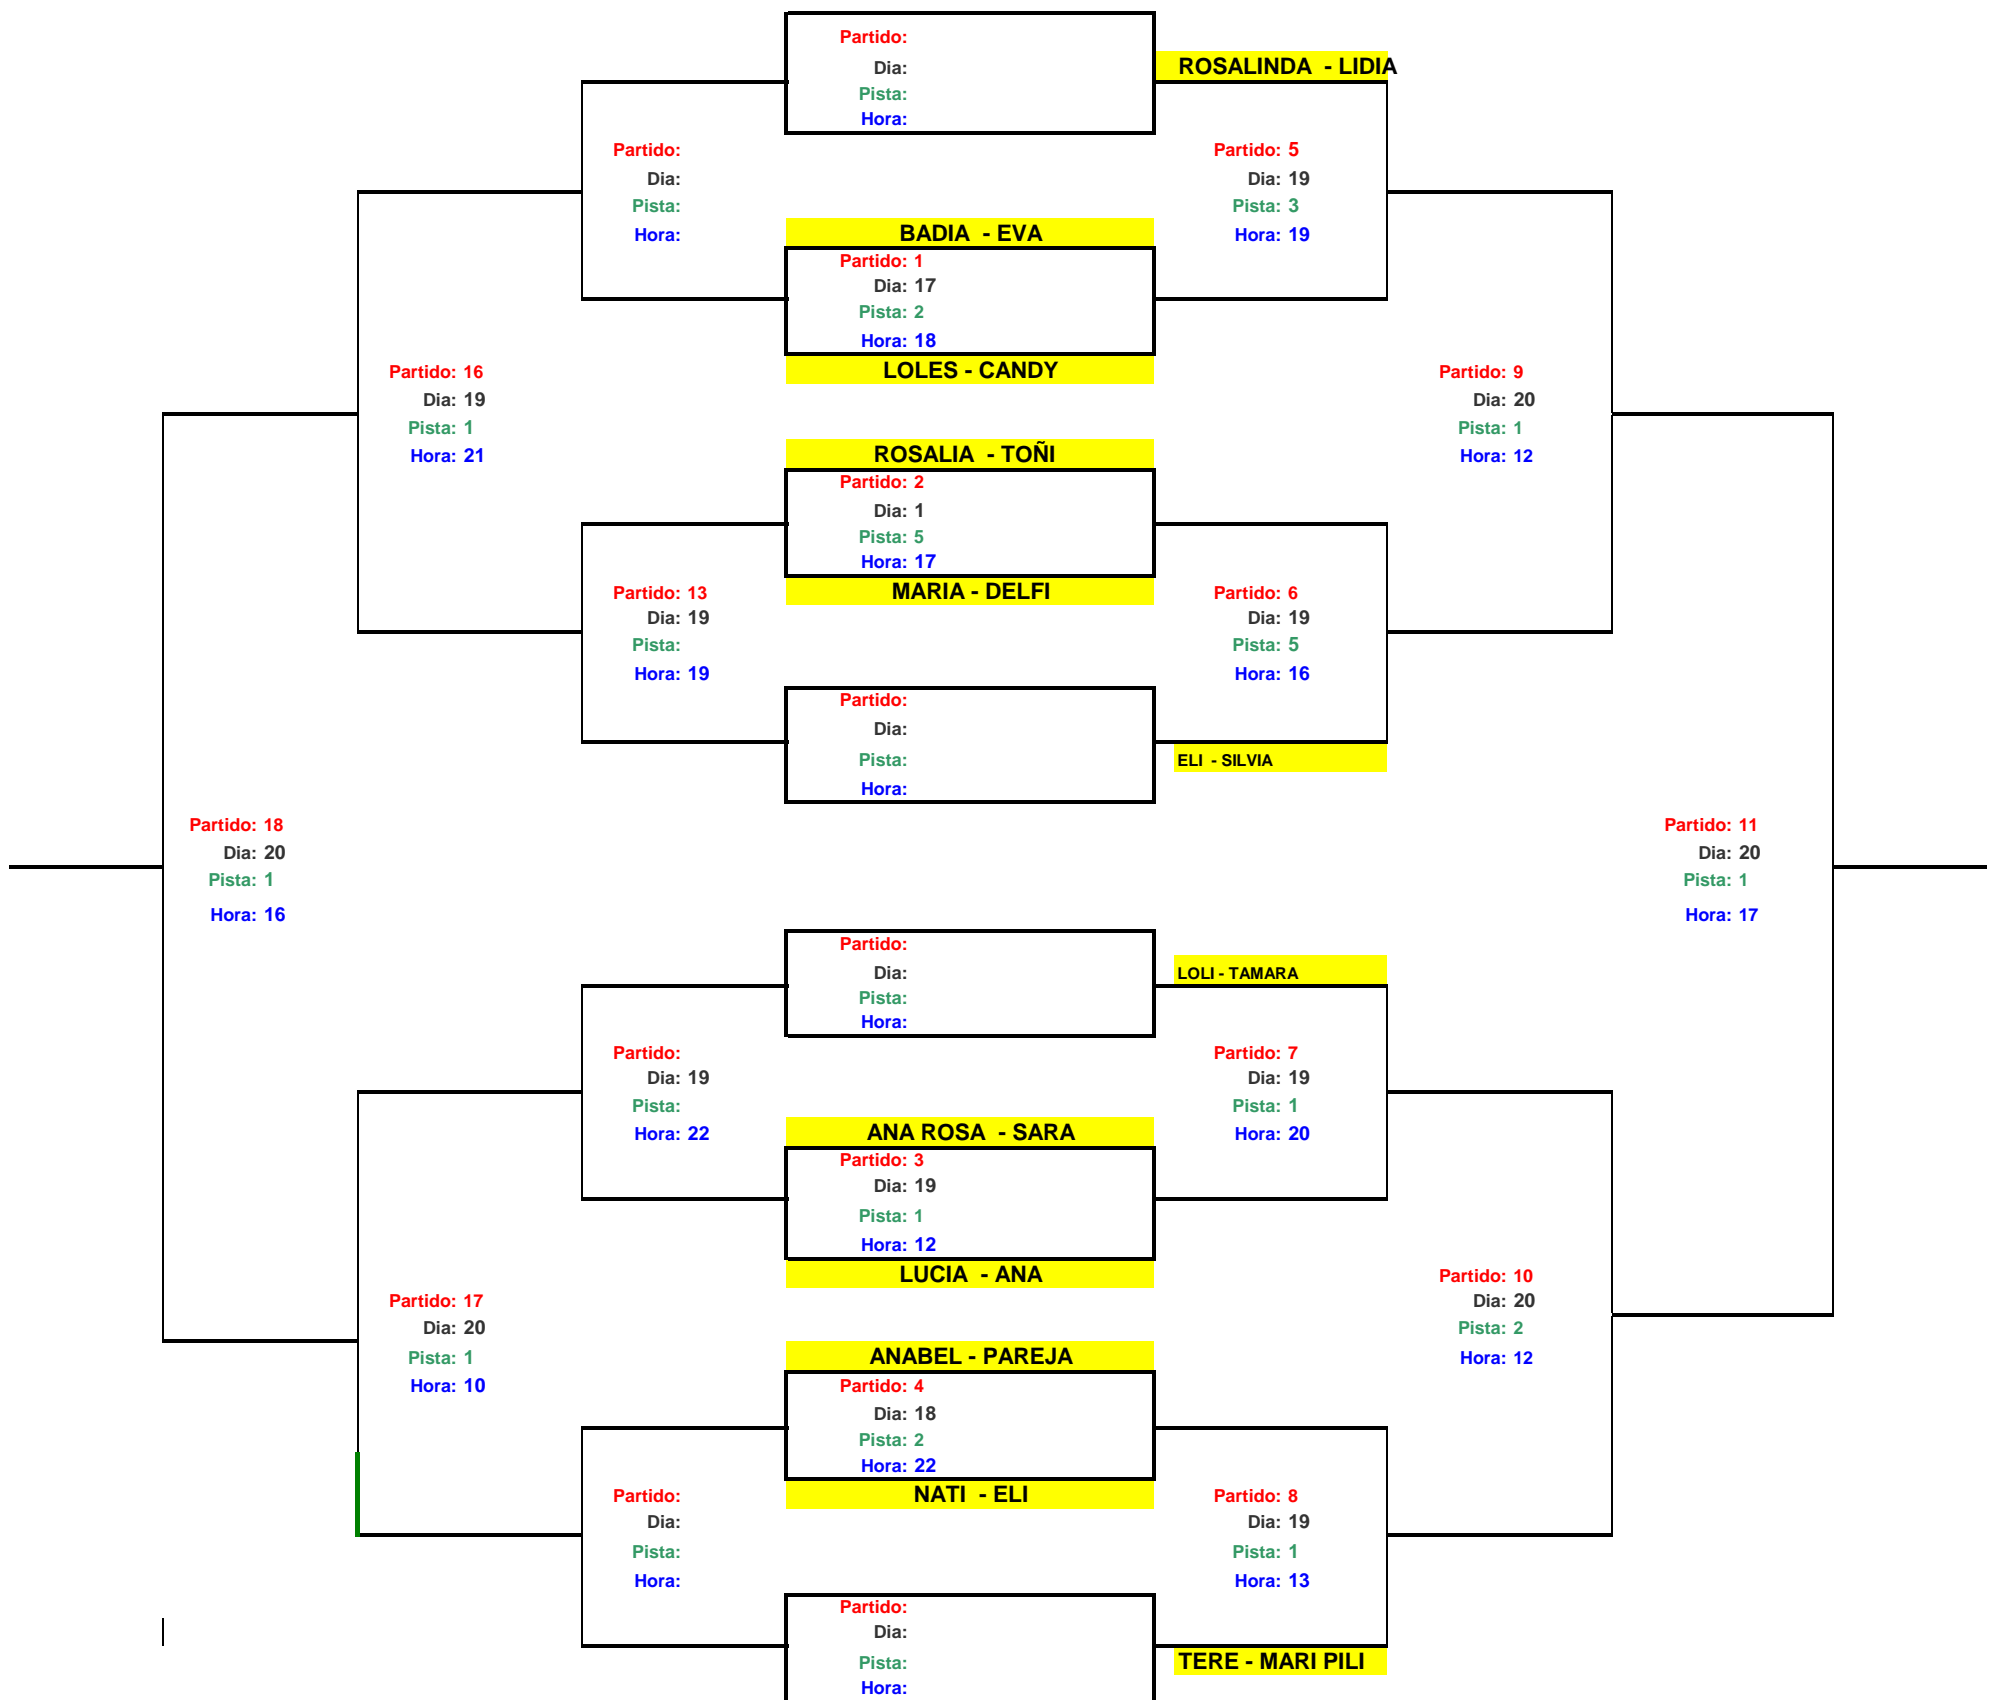 Partido:
Dia:
ROSALINDA - LIDIA
Pista:
Hora:
Partido:
Partido: 5
Dia:
Dia: 19
Pista:
Pista: 3
Hora:
BADIA - EVA
Hora: 19
Partido: 1
Dia: 17
Pista: 2
Hora: 18
LOLES - CANDY
Partido: 16
Partido: 9
Dia: 19
Dia: 20
Pista: 1
Pista: 1
Hora: 21
ROSALIA - TOÑI
Hora: 12
Partido: 2
Dia: 1
Pista: 5
Hora: 17
Partido: 13
MARIA - DELFI
Partido: 6
Dia: 19
Dia: 19
Pista:
Pista: 5
Hora: 19
Hora: 16
Partido:
Dia:
Pista:
ELI - SILVIA
Hora:
Partido: 18
Partido: 11
Dia: 20
Dia: 20
Pista: 1
Pista: 1
Hora: 16
Hora: 17
Partido:
Dia:
LOLI - TAMARA
Pista:
Hora:
Partido:
Partido: 7
Dia: 19
Dia: 19
Pista:
Pista: 1
Hora: 22
ANA ROSA - SARA
Hora: 20
Partido: 3
Dia: 19
Pista: 1
Hora: 12
LUCIA - ANA
Partido: 10
Partido: 17
Dia: 20
Dia: 20
Pista: 2
Pista: 1
ANABEL - PAREJA
Hora: 12
Hora: 10
Partido: 4
Dia: 18
Pista: 2
Hora: 22
Partido:
NATI - ELI
Partido: 8
Dia:
Dia: 19
Pista:
Pista: 1
Hora:
Hora: 13
Partido:
Dia:
Pista:
TERE - MARI PILI
Hora: